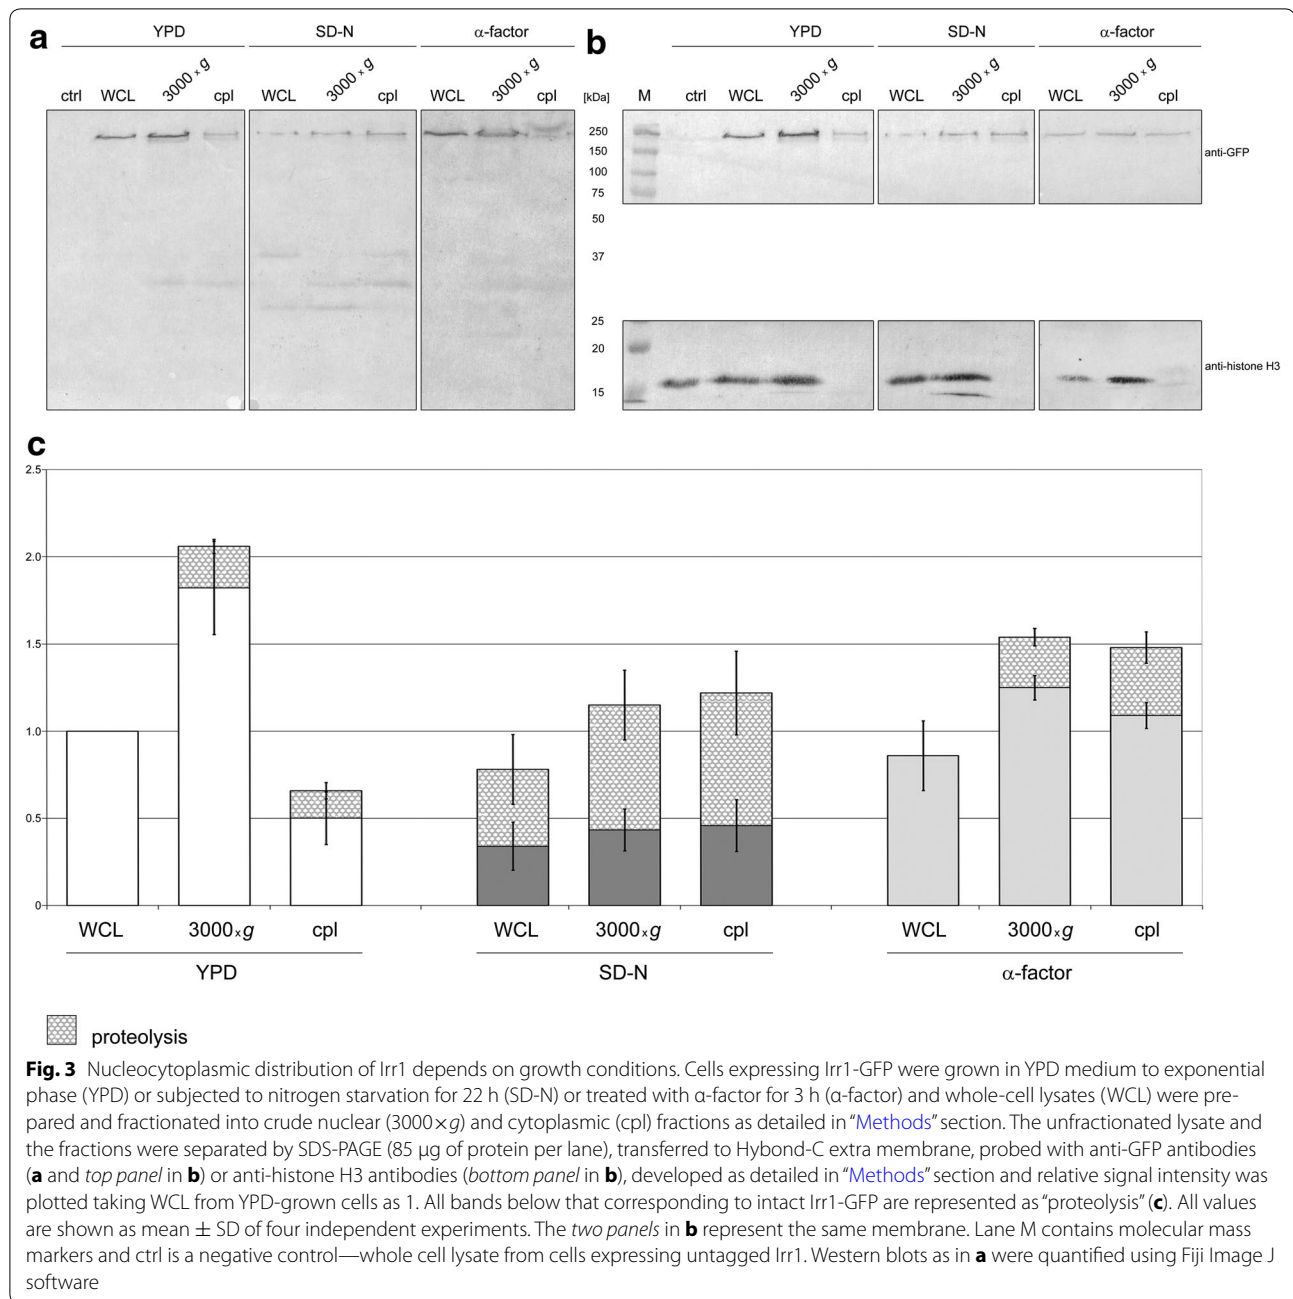 a
YPD
SD-N
α-factor
ctrl
WCL
3000 × g
cpl
WCL
3000 × g
cpl
WCL
3000 × g
cpl
b
YPD
SD-N
α-factor
[kDa]
M
ctrl
WCL
3000 × g
cpl
WCL
3000 × g
cpl
WCL
3000 × g
cpl
250
150
100
75
50
37
25
20
15
anti-GFP
anti-histone H3
c
2.5
2.0
1.5
1.0
0.5
0
WCL
3000×g
cpl
WCL
3000×g
cpl
WCL
3000×g
cpl
YPD
SD-N
α-factor
proteolysis
Fig. 3 Nucleocytoplasmic distribution of Irr1 depends on growth conditions. Cells expressing Irr1-GFP were grown in YPD medium to exponential
phase (YPD) or subjected to nitrogen starvation for 22 h (SD-N) or treated with α-factor for 3 h (α-factor) and whole-cell lysates (WCL) were pre-
pared and fractionated into crude nuclear (3000×g) and cytoplasmic (cpl) fractions as detailed in “Methods” section. The unfractionated lysate and
the fractions were separated by SDS-PAGE (85 µg of protein per lane), transferred to Hybond-C extra membrane, probed with anti-GFP antibodies
(a and top panel in b) or anti-histone H3 antibodies (bottom panel in b), developed as detailed in “Methods” section and relative signal intensity was
plotted taking WCL from YPD-grown cells as 1. All bands below that corresponding to intact Irr1-GFP are represented as “proteolysis” (c). All values
are shown as mean ± SD of four independent experiments. The two panels in b represent the same membrane. Lane M contains molecular mass
markers and ctrl is a negative control—whole cell lysate from cells expressing untagged Irr1. Western blots as in a were quantified using Fiji Image J
software